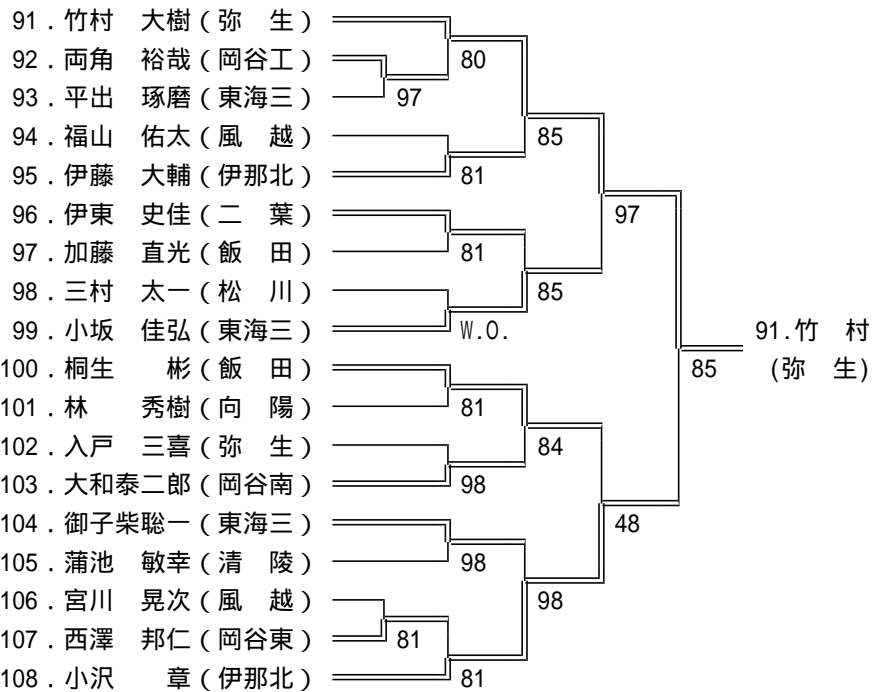 91．竹村　大樹（弥　生）
80
92．両角　裕哉（岡谷工）
97
93．平出　琢磨（東海三）
85
94．福山　佑太（風　越）
81
95．伊藤　大輔（伊那北）
97
96．伊東　史佳（二　葉）
81
97．加藤　直光（飯　田）
85
98．三村　太一（松　川）
W.O.
99．小坂　佳弘（東海三）
91.竹　村
(弥　生)
85
100．桐生　　彬（飯　田）
81
101．林　　秀樹（向　陽）
84
102．入戸　三喜（弥　生）
98
103．大和泰二郎（岡谷南）
48
104．御子柴聡一（東海三）
98
105．蒲池　敏幸（清　陵）
98
106．宮川　晃次（風　越）
81
107．西澤　邦仁（岡谷東）
81
108．小沢　　章（伊那北）